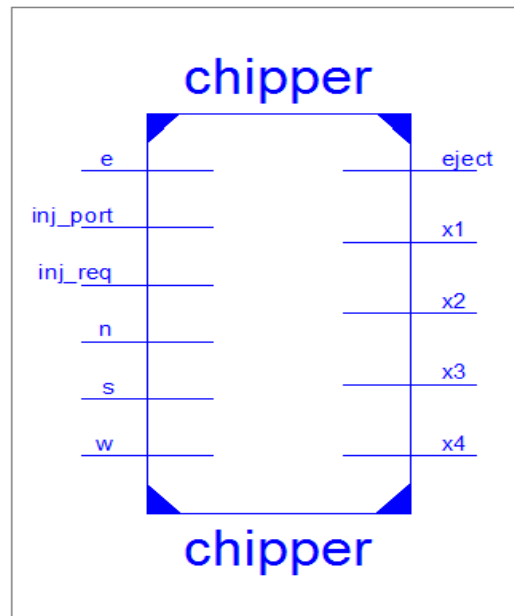 chipper
e
inj_port
inj_req
n
s
w
eject
x1
x2
x3
x4
chipper